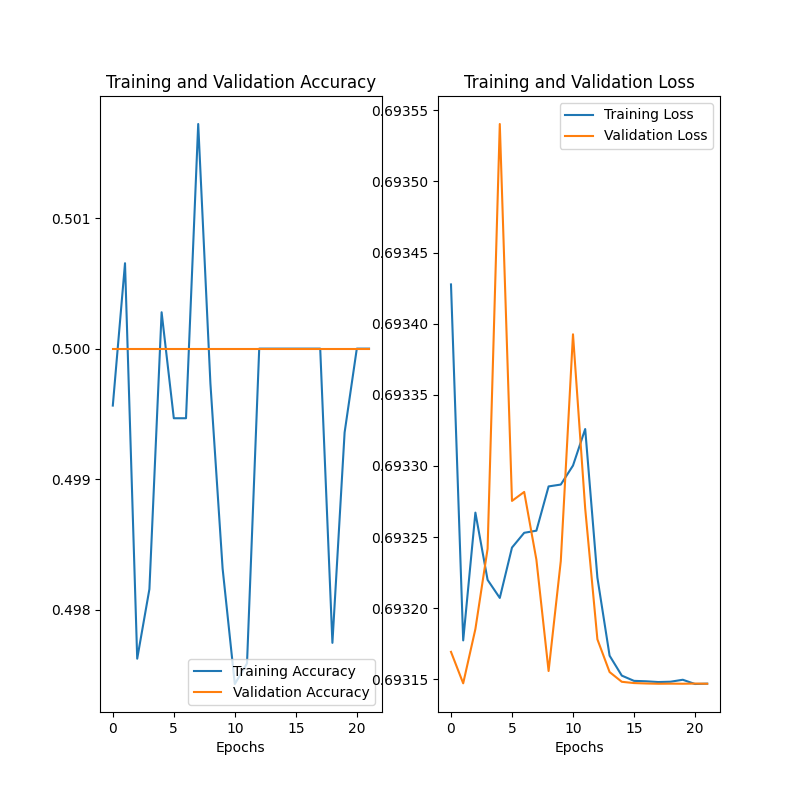 Training and Validation Accuracy
0.501
0.500
0.499
0.498
Training Accuracy
Validation Accuracy
0 5 10 15 20
Epochs
Training and Validation Loss
0.69355
0.69350
0.69345
0.69340
0.69335
0.69330
0.69325
0.69320
0.69315
Training Loss
Validation Loss
0 5 10 15 20
Epochs